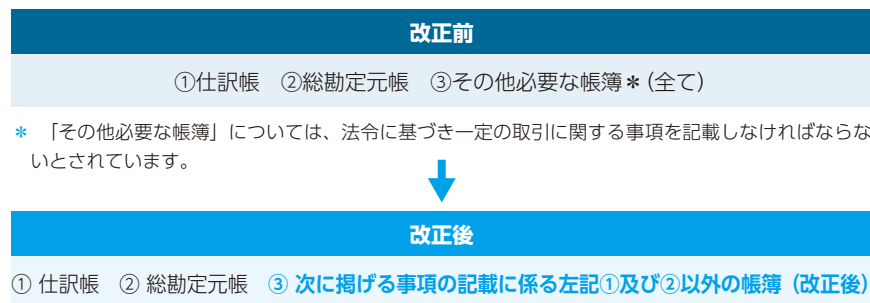 改正前
①仕訳帳　②総勘定元帳　③その他必要な帳簿＊（全て）
＊　「その他必要な帳簿」については、法令に基づき一定の取引に関する事項を記載しなければならな
いとされています。
改正後
① 仕訳帳　② 総勘定元帳　③ 次に掲げる事項の記載に係る左記①及び②以外の帳簿（改正後）